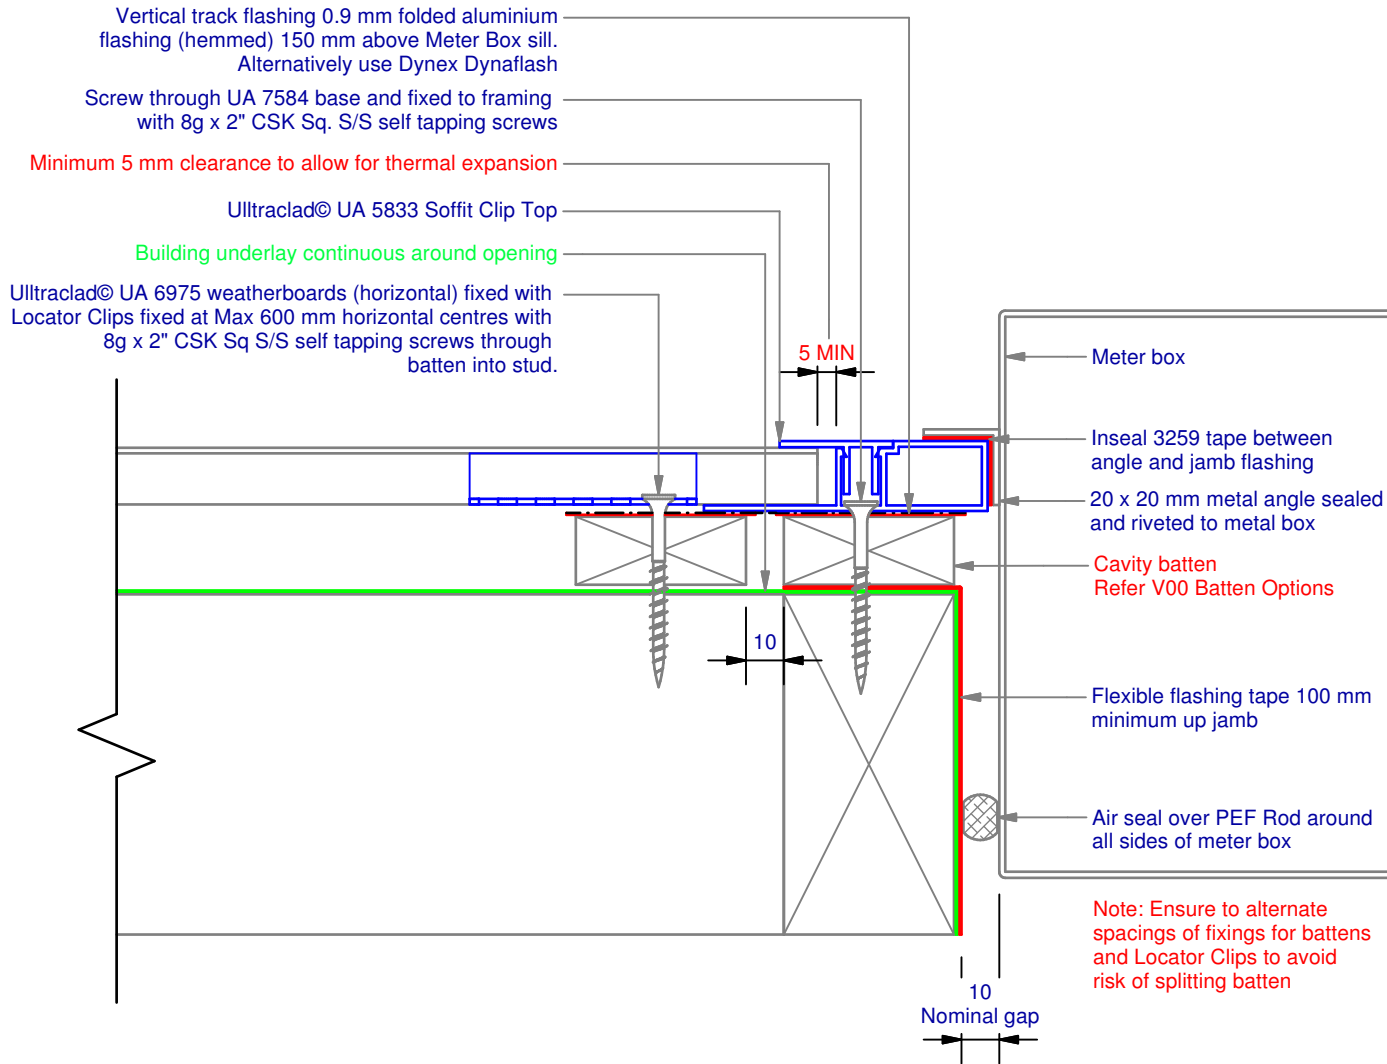 Vertical track flashing 0.9 mm folded aluminium
flashing (hemmed) 150 mm above Meter Box sill.
Alternatively use Dynex Dynaflash
Screw through UA 7584 base and fixed to framing
with 8g x 2" CSK Sq. S/S self tapping screws
Minimum 5 mm clearance to allow for thermal expansion
Ulltraclad© UA 5833 Soffit Clip Top
Building underlay continuous around opening
Ulltraclad© UA 6975 weatherboards (horizontal) fixed with
Locator Clips fixed at Max 600 mm horizontal centres with
8g x 2" CSK Sq S/S self tapping screws through
batten into stud.
5 MIN
Meter box
Inseal 3259 tape between
angle and jamb flashing
20 x 20 mm metal angle sealed
and riveted to metal box
Cavity batten
Refer V00 Batten Options
10
Flexible flashing tape 100 mm
minimum up jamb
Air seal over PEF Rod around
all sides of meter box
Note: Ensure to alternate
spacings of fixings for battens
and Locator Clips to avoid
risk of splitting batten
10
Nominal gap